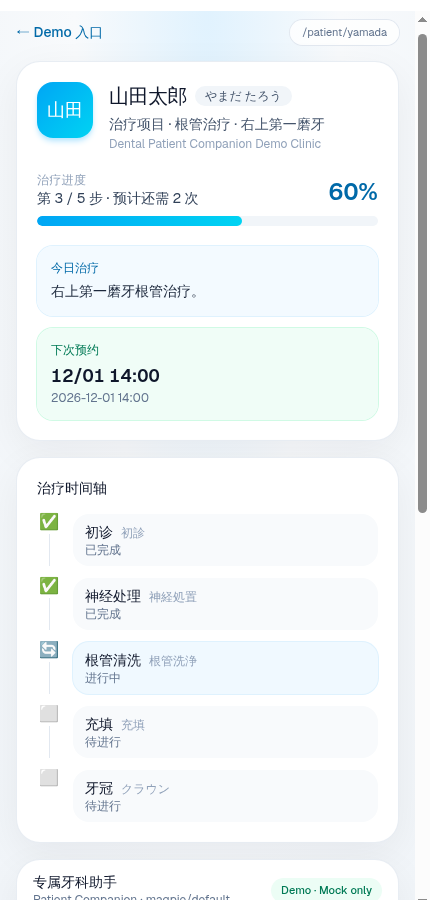 ← Demo 入口
/patient/yamada
山田
山田太郎 やまだ たろう
治疗项目 · 根管治疗 · 右上第一磨牙
Dental Patient Companion Demo Clinic
治疗进度
第 3 / 5 步 · 预计还需 2 次
60%
今日治疗
右上第一磨牙根管治疗。
下次预约
12/01 14:00
2026-12-01 14:00
治疗时间轴
初诊 初診
已完成
神经处理 神経処置
已完成
根管清洗 根管洗浄
进行中
充填 充填
待进行
牙冠 クラウン
待进行
专属牙科助手
Patient Companion · magpie/default
Demo · Mock only